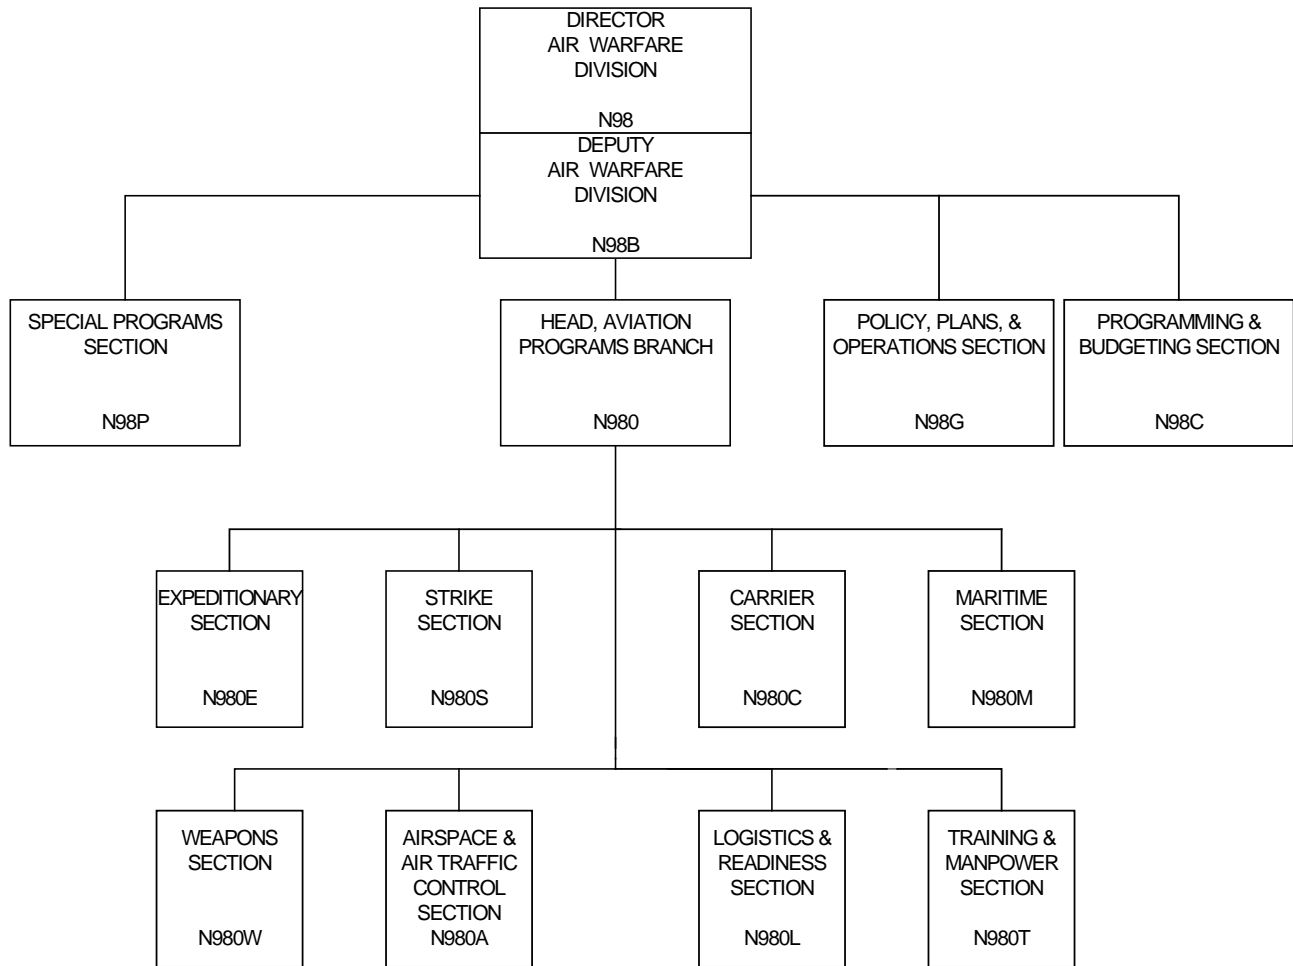 DIRECTOR
AIR WARFARE
DIVISION
N98
DEPUTY
AIR WARFARE
DIVISION
N98B
SPECIAL PROGRAMS
SECTION
N98P
HEAD, AVIATION
PROGRAMS BRANCH
N980
POLICY, PLANS, &
OPERATIONS SECTION
N98G
PROGRAMMING &
BUDGETING SECTION
N98C
EXPEDITIONARY
SECTION
N980E
STRIKE
SECTION
N980S
CARRIER
SECTION
N980C
MARITIME
SECTION
N980M
WEAPONS
SECTION
N980W
AIRSPACE &
AIR TRAFFIC
CONTROL
SECTION
N980A
LOGISTICS &
READINESS
SECTION
N980L
TRAINING &
MANPOWER
SECTION
N980T